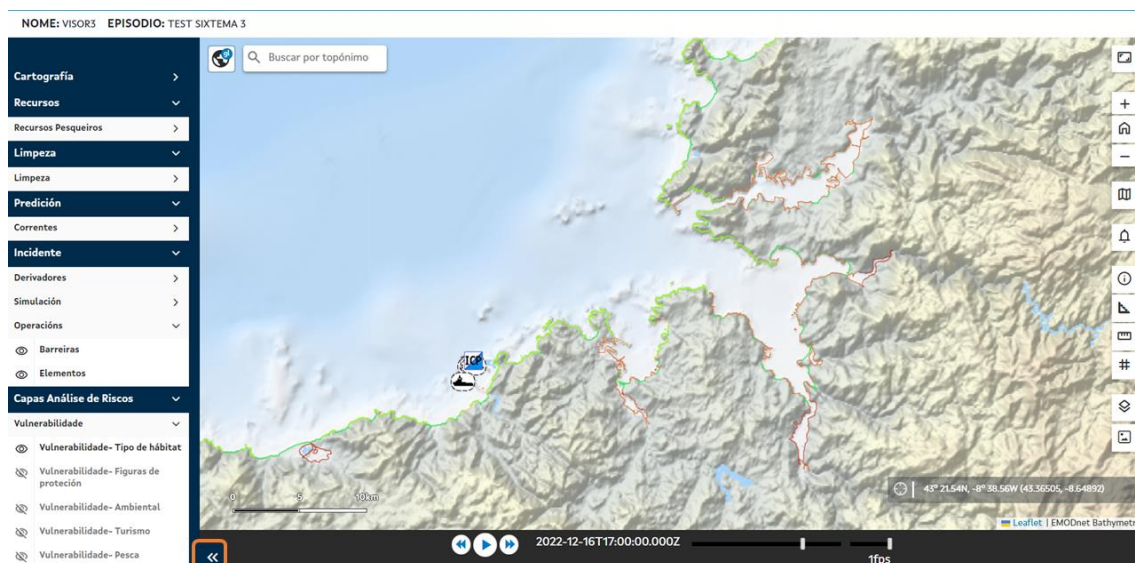 NOME: VISOR3 EPISODIO: TEST SIXTEMA 3
Buscar por topónimo
Cartografía
Recursos
Recursos Pesqueiros
Limpeza
Limpeza
Predición
Correntes
Incidente
Derivadores
Simulación
Operacións
Barreiras
Elementos
Capas Análise de Riscos
Vulnerabilidade
Vulnerabilidade- Tipo de hábitat
Vulnerabilidade- Figuras de
protección
Vulnerabilidade- Ambiental
Vulnerabilidade- Turismo
Vulnerabilidade- Pesca
ICP
0 5 10km
43º 21.54N, -8º 38.56W (43.36505, -8.64892)
Leaflet | EMODnet Bathymetr
2022-12-16T17:00:00.000Z
1fps